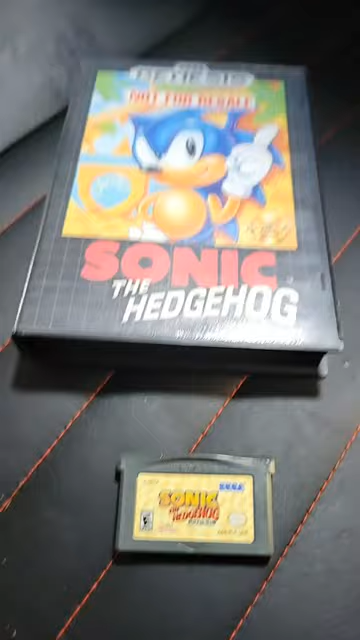 GENESIS
NOT FOR RESALE
SONIC
THE
HEDGEHOG
SEGA
SONIC
THE HEDGEHOG